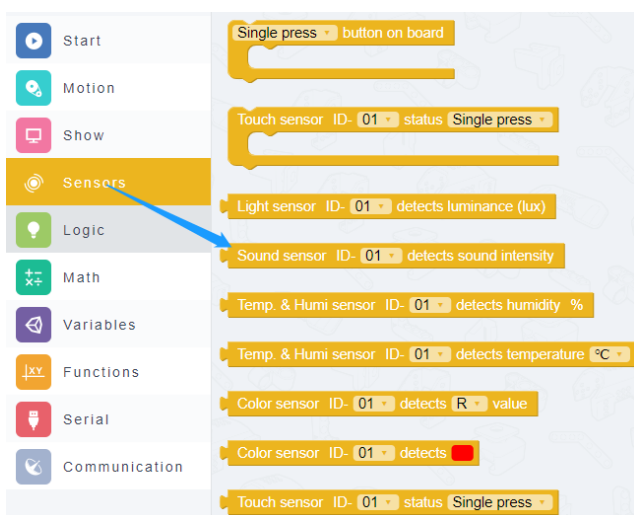 Start
Motion
Show
Sensors
Logic
Math
Variables
Functions
Serial
Communication
Single press button on board
Touch sensor ID- 01 status Single press
Light sensor ID- 01 detects luminance (lux)
Sound sensor ID- 01 detects sound intensity
Temp. & Humi sensor ID- 01 detects humidity %
Temp. & Humi sensor ID- 01 detects temperature °C
Color sensor ID- 01 detects R value
Color sensor ID- 01 detects
Touch sensor ID- 01 status Single press